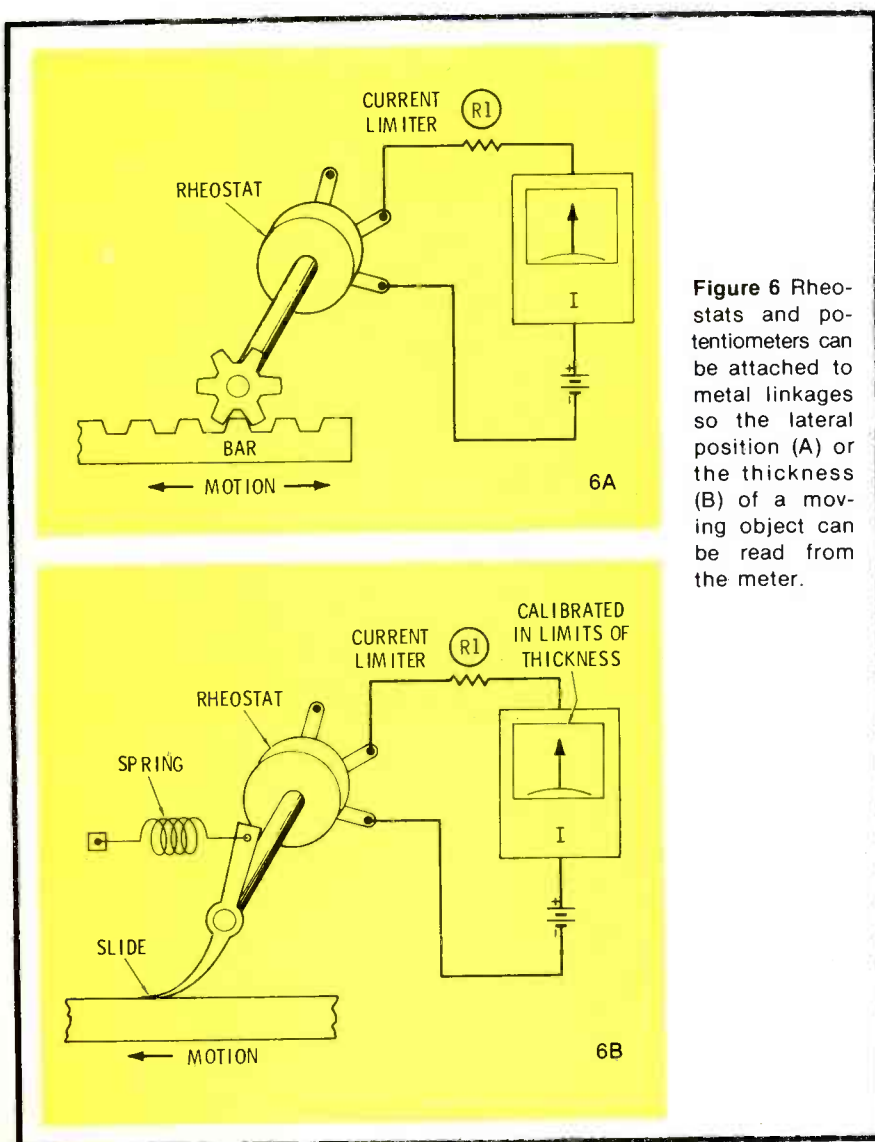 CURRENT
LIMITER
R1
RHEOSTAT
I
+
-
BAR
MOTION
6A
Figure 6 Rheo-
stats and po-
tentiometers can
be attached to
metal linkages
so the lateral
position (A) or
the thickness
(B) of a mov-
ing object can
be read from
the meter.
CALIBRATED
IN LIMITS OF
THICKNESS
CURRENT
LIMITER
R1
RHEOSTAT
SPRING
I
+
-
SLIDE
MOTION
6B